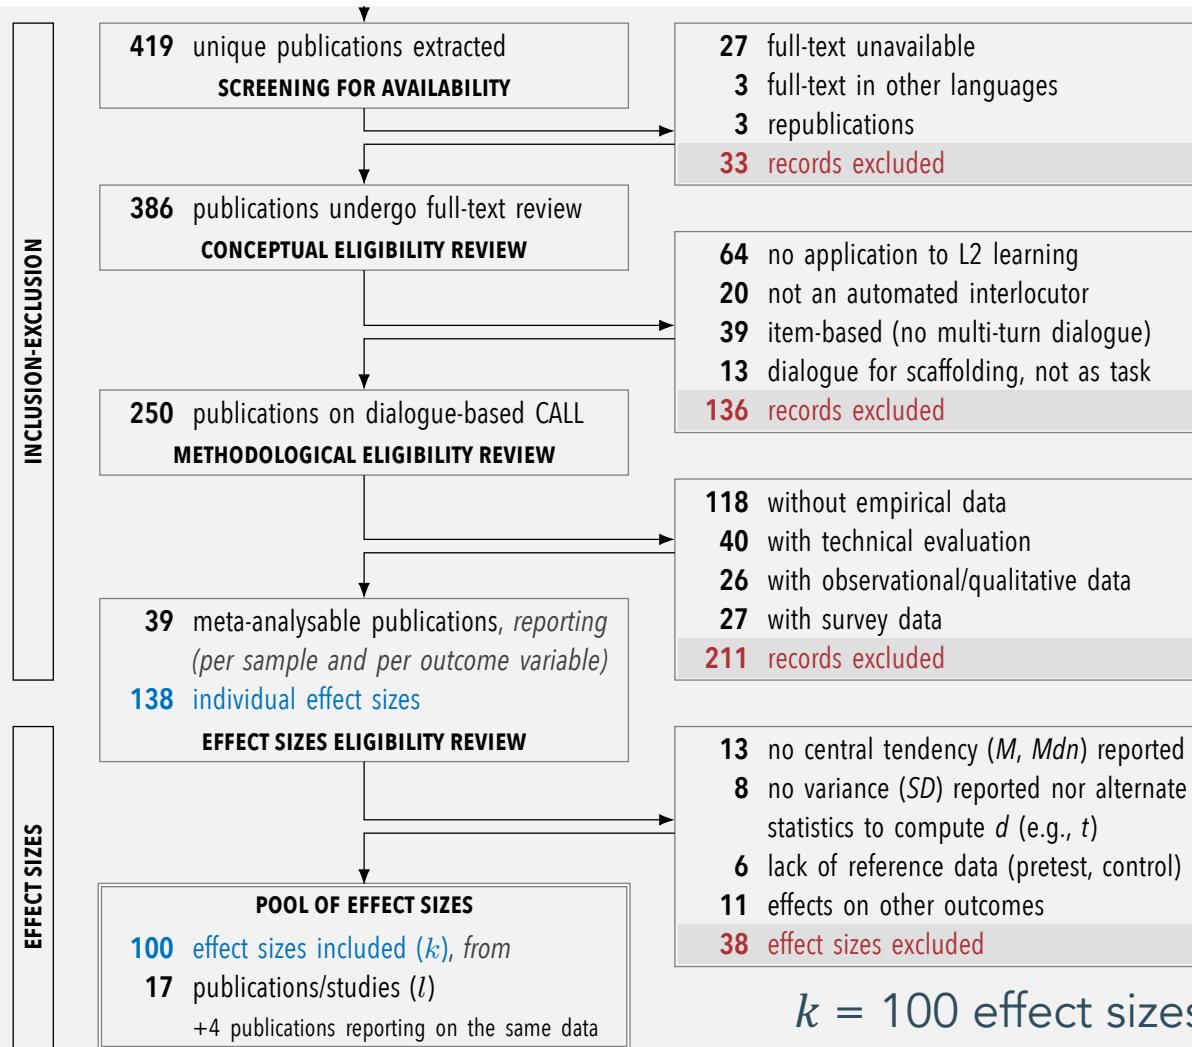 INCLUSION-EXCLUSION
419 unique publications extracted
SCREENING FOR AVAILABILITY
27 full-text unavailable
3 full-text in other languages
3 republications
33 records excluded
386 publications undergo full-text review
CONCEPTUAL ELIGIBILITY REVIEW
64 no application to L2 learning
20 not an automated interlocutor
39 item-based (no multi-turn dialogue)
13 dialogue for scaffolding, not as task
136 records excluded
250 publications on dialogue-based CALL
METHODOLOGICAL ELIGIBILITY REVIEW
118 without empirical data
40 with technical evaluation
26 with observational/qualitative data
27 with survey data
211 records excluded
39 meta-analysable publications, reporting
(per sample and per outcome variable)
138 individual effect sizes
EFFECT SIZES ELIGIBILITY REVIEW
EFFECT SIZES
13 no central tendency (M, Mdn) reported
8 no variance (SD) reported nor alternate
statistics to compute d (e.g., t)
6 lack of reference data (pretest, control)
11 effects on other outcomes
38 effect sizes excluded
POOL OF EFFECT SIZES
100 effect sizes included (k), from
17 publications/studies (l)
+4 publications reporting on the same data
k = 100 effect sizes